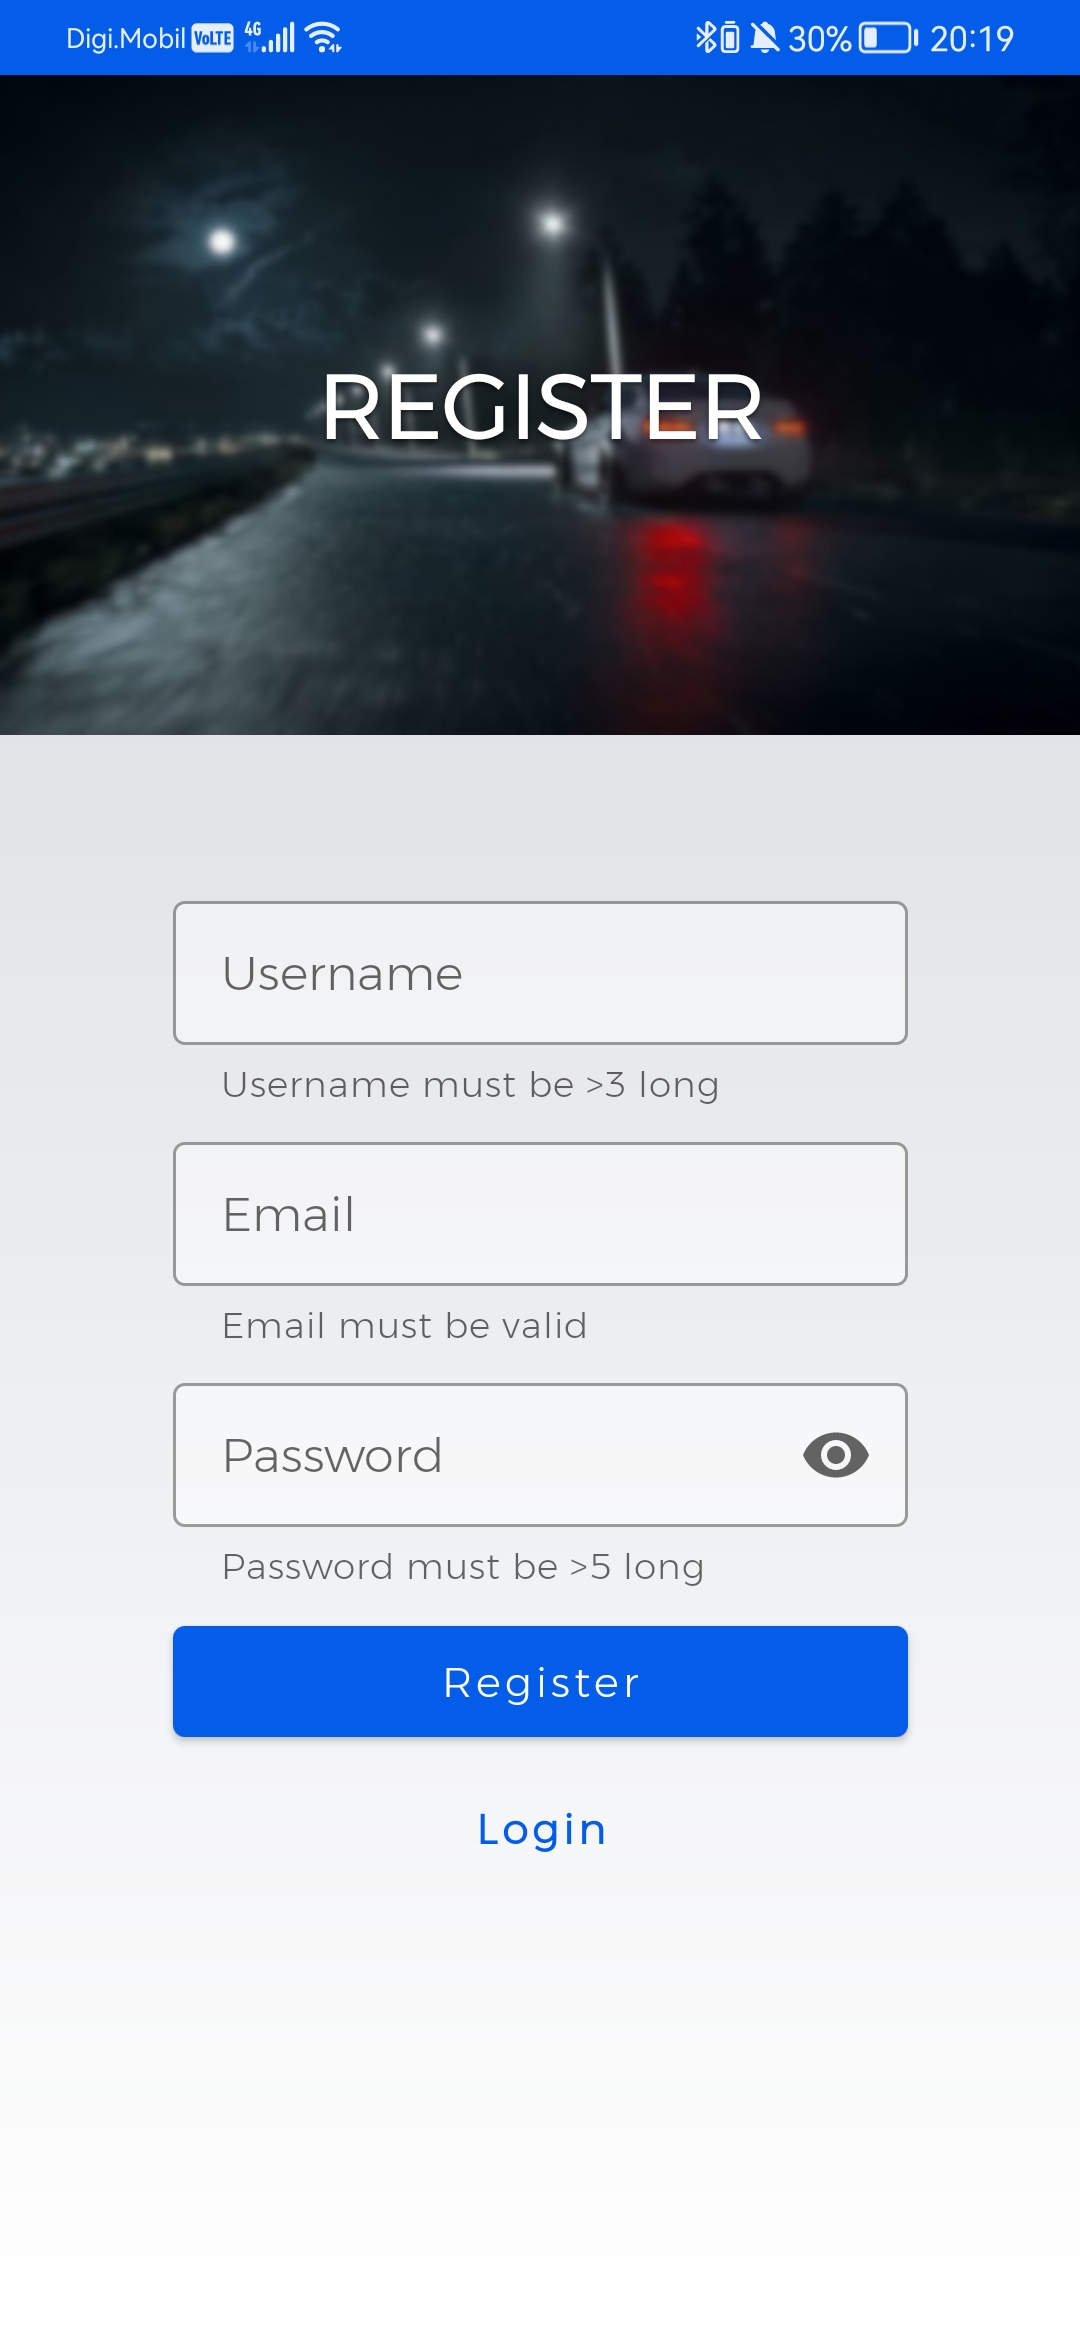 Digi.Mobil VoLTE 4G 30% 20:19
REGISTER
Username
Username must be >3 long
Email
Email must be valid
Password
Password must be >5 long
Register
Login